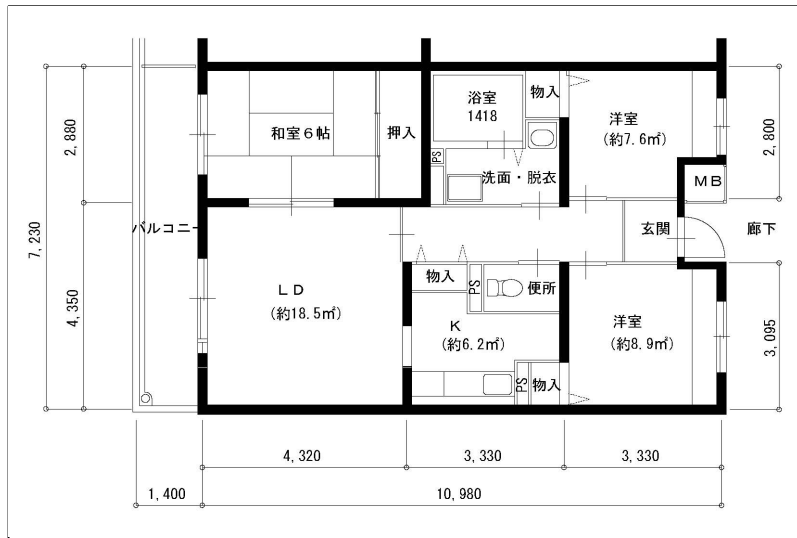 浴室
1418
物入
洋室
(約7.6㎡)
和室6帖
押入
PS
洗面・脱衣
MB
2,880
2,800
7,230
バルコニー
玄関
廊下
LD
(約18.5㎡)
物入
PS
便所
4,350
K
(約6.2㎡)
洋室
(約8.9㎡)
3,095
PS
物入
4,320
3,330
3,330
1,400
10,980